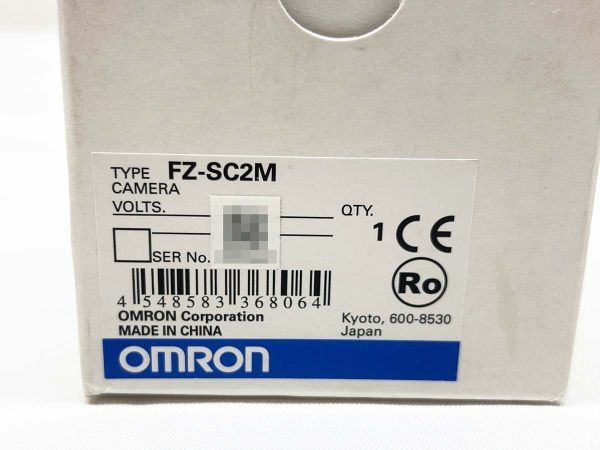 TYPE FZ-SC2M
CAMERA
VOLTS. QTY.
1 CE
SER No.
Ro
4 548583 368064
OMRON Corporation Kyoto, 600-8530
MADE IN CHINA Japan
OMRON